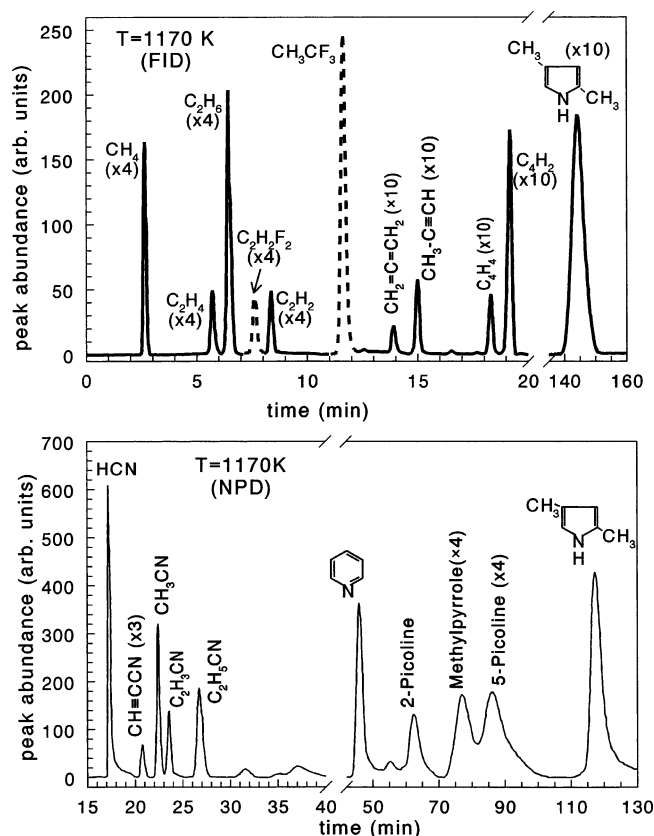 T=1170 K
(FID)
peak abundance (arb. units)
250
200
150
100
50
0
CH₄
(x4)
C₂H₄
(x4)
C₂H₆
(x4)
C₂H₂F₂
(x4)
C₂H₂
(x4)
CH₃CF₃
CH₂=C=CH₂ (x10)
CH₃-C≡CH (x10)
C₄H₄ (x10)
C₄H₂
(x10)
CH₃
(x10)
N
H
CH₃
0 5 10 15 20 140 160
time (min)
T=1170K
(NPD)
peak abundance (arb. units)
700
600
500
400
300
200
100
0
HCN
CH≡CCN (x3)
CH₃CN
C₂H₃CN
C₂H₅CN
N
2-Picoline
Methylpyrrole(×4)
5-Picoline (x4)
CH₃
N
H
CH₃
15 20 25 30 35 40 50 70 90 110 130
time (min)